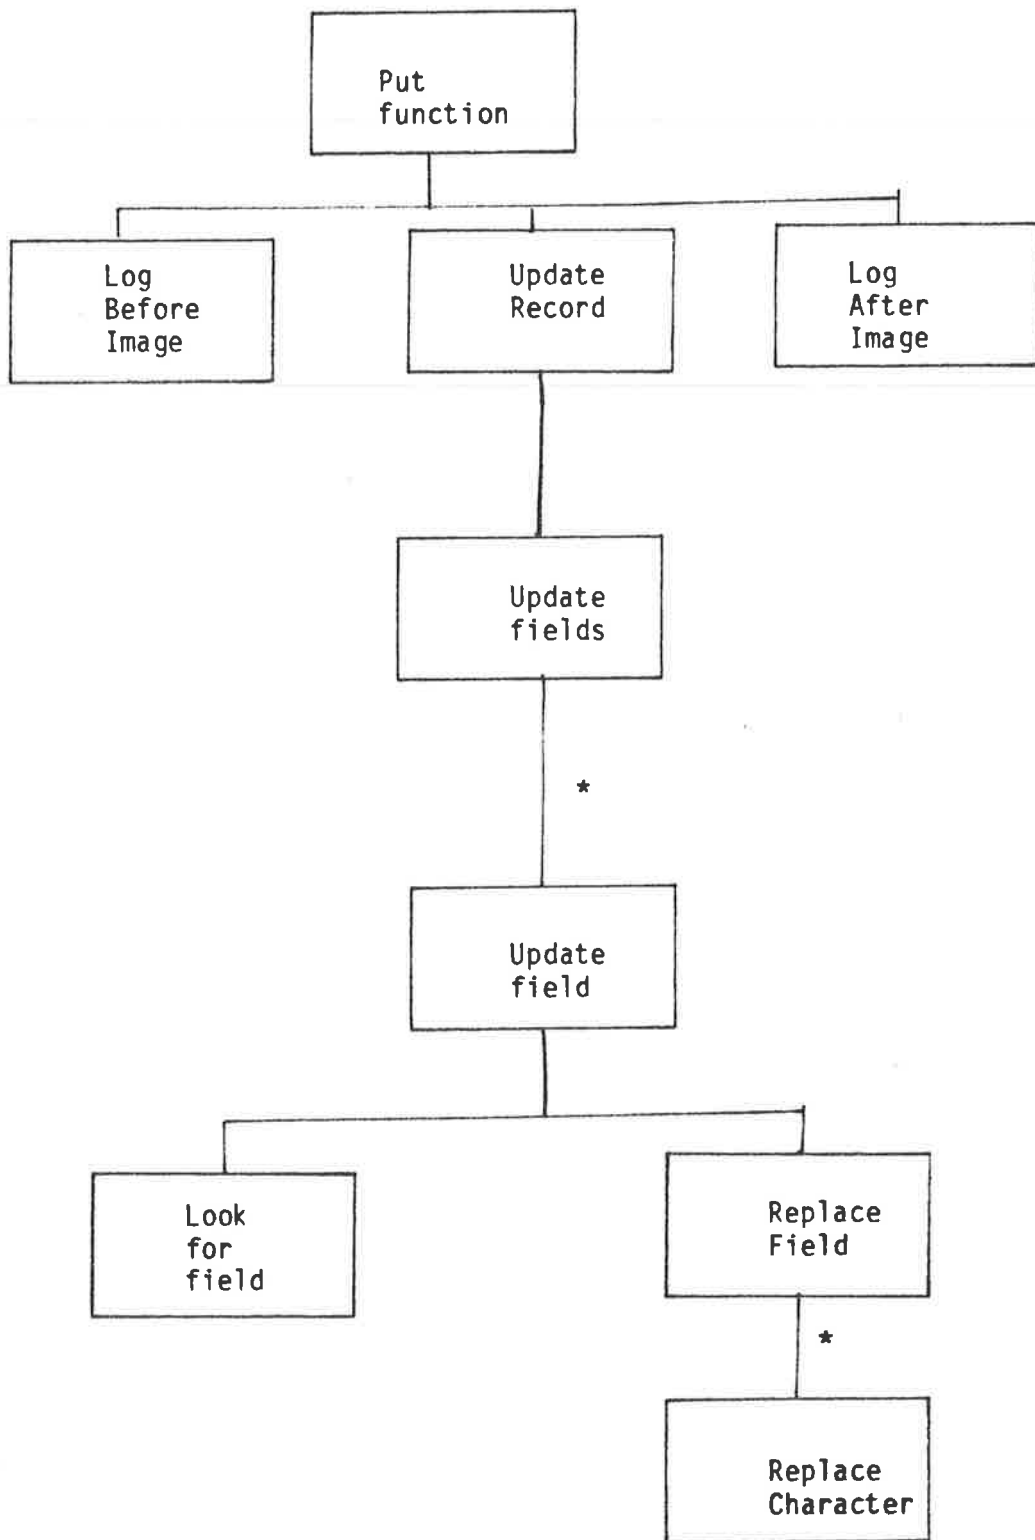 Put
function
Log
Before
Image
Update
Record
Log
After
Image
Update
fields
*
Update
field
Look
for
field
Replace
Field
*
Replace
Character